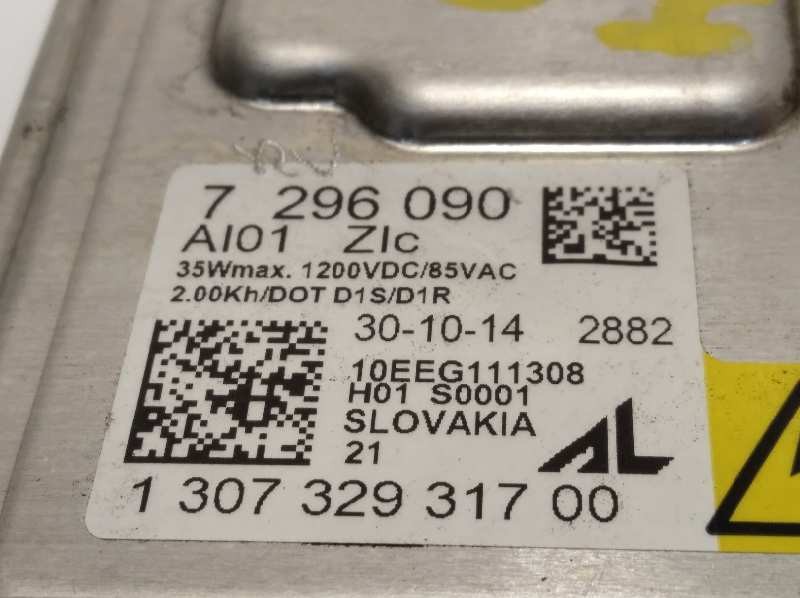 7 296 090
AI01 ZIc
35Wmax. 1200VDC/85VAC
2.00Kh/DOT D1S/D1R
30-10-14 2882
10EEG111308
H01 S0001
SLOVAKIA
21
AL
1 307 329 317 00